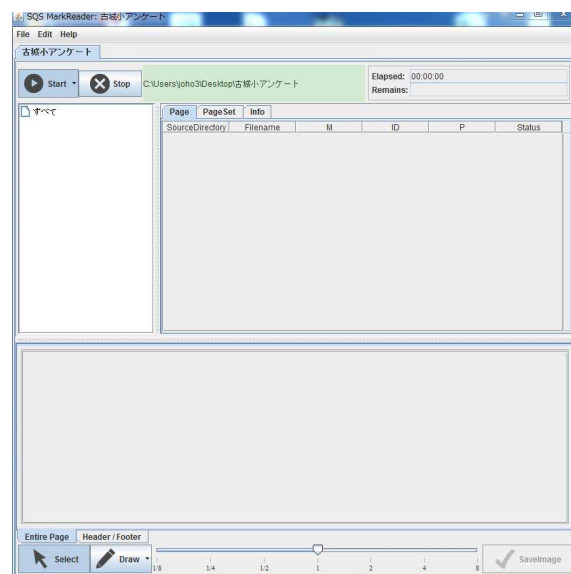 SQS MarkReader: 古城小アンケート
File Edit Help
古城小アンケート
Start Stop C:\Users\joho3\Desktop\古城小アンケート Elapsed: 00:00:00
Remains:
すべて
Page PageSet Info
SourceDirectory Filename M ID P Status
Entire Page Header / Footer
Select Draw 1/8 1/4 1/2 1 2 4 8 SaveImage